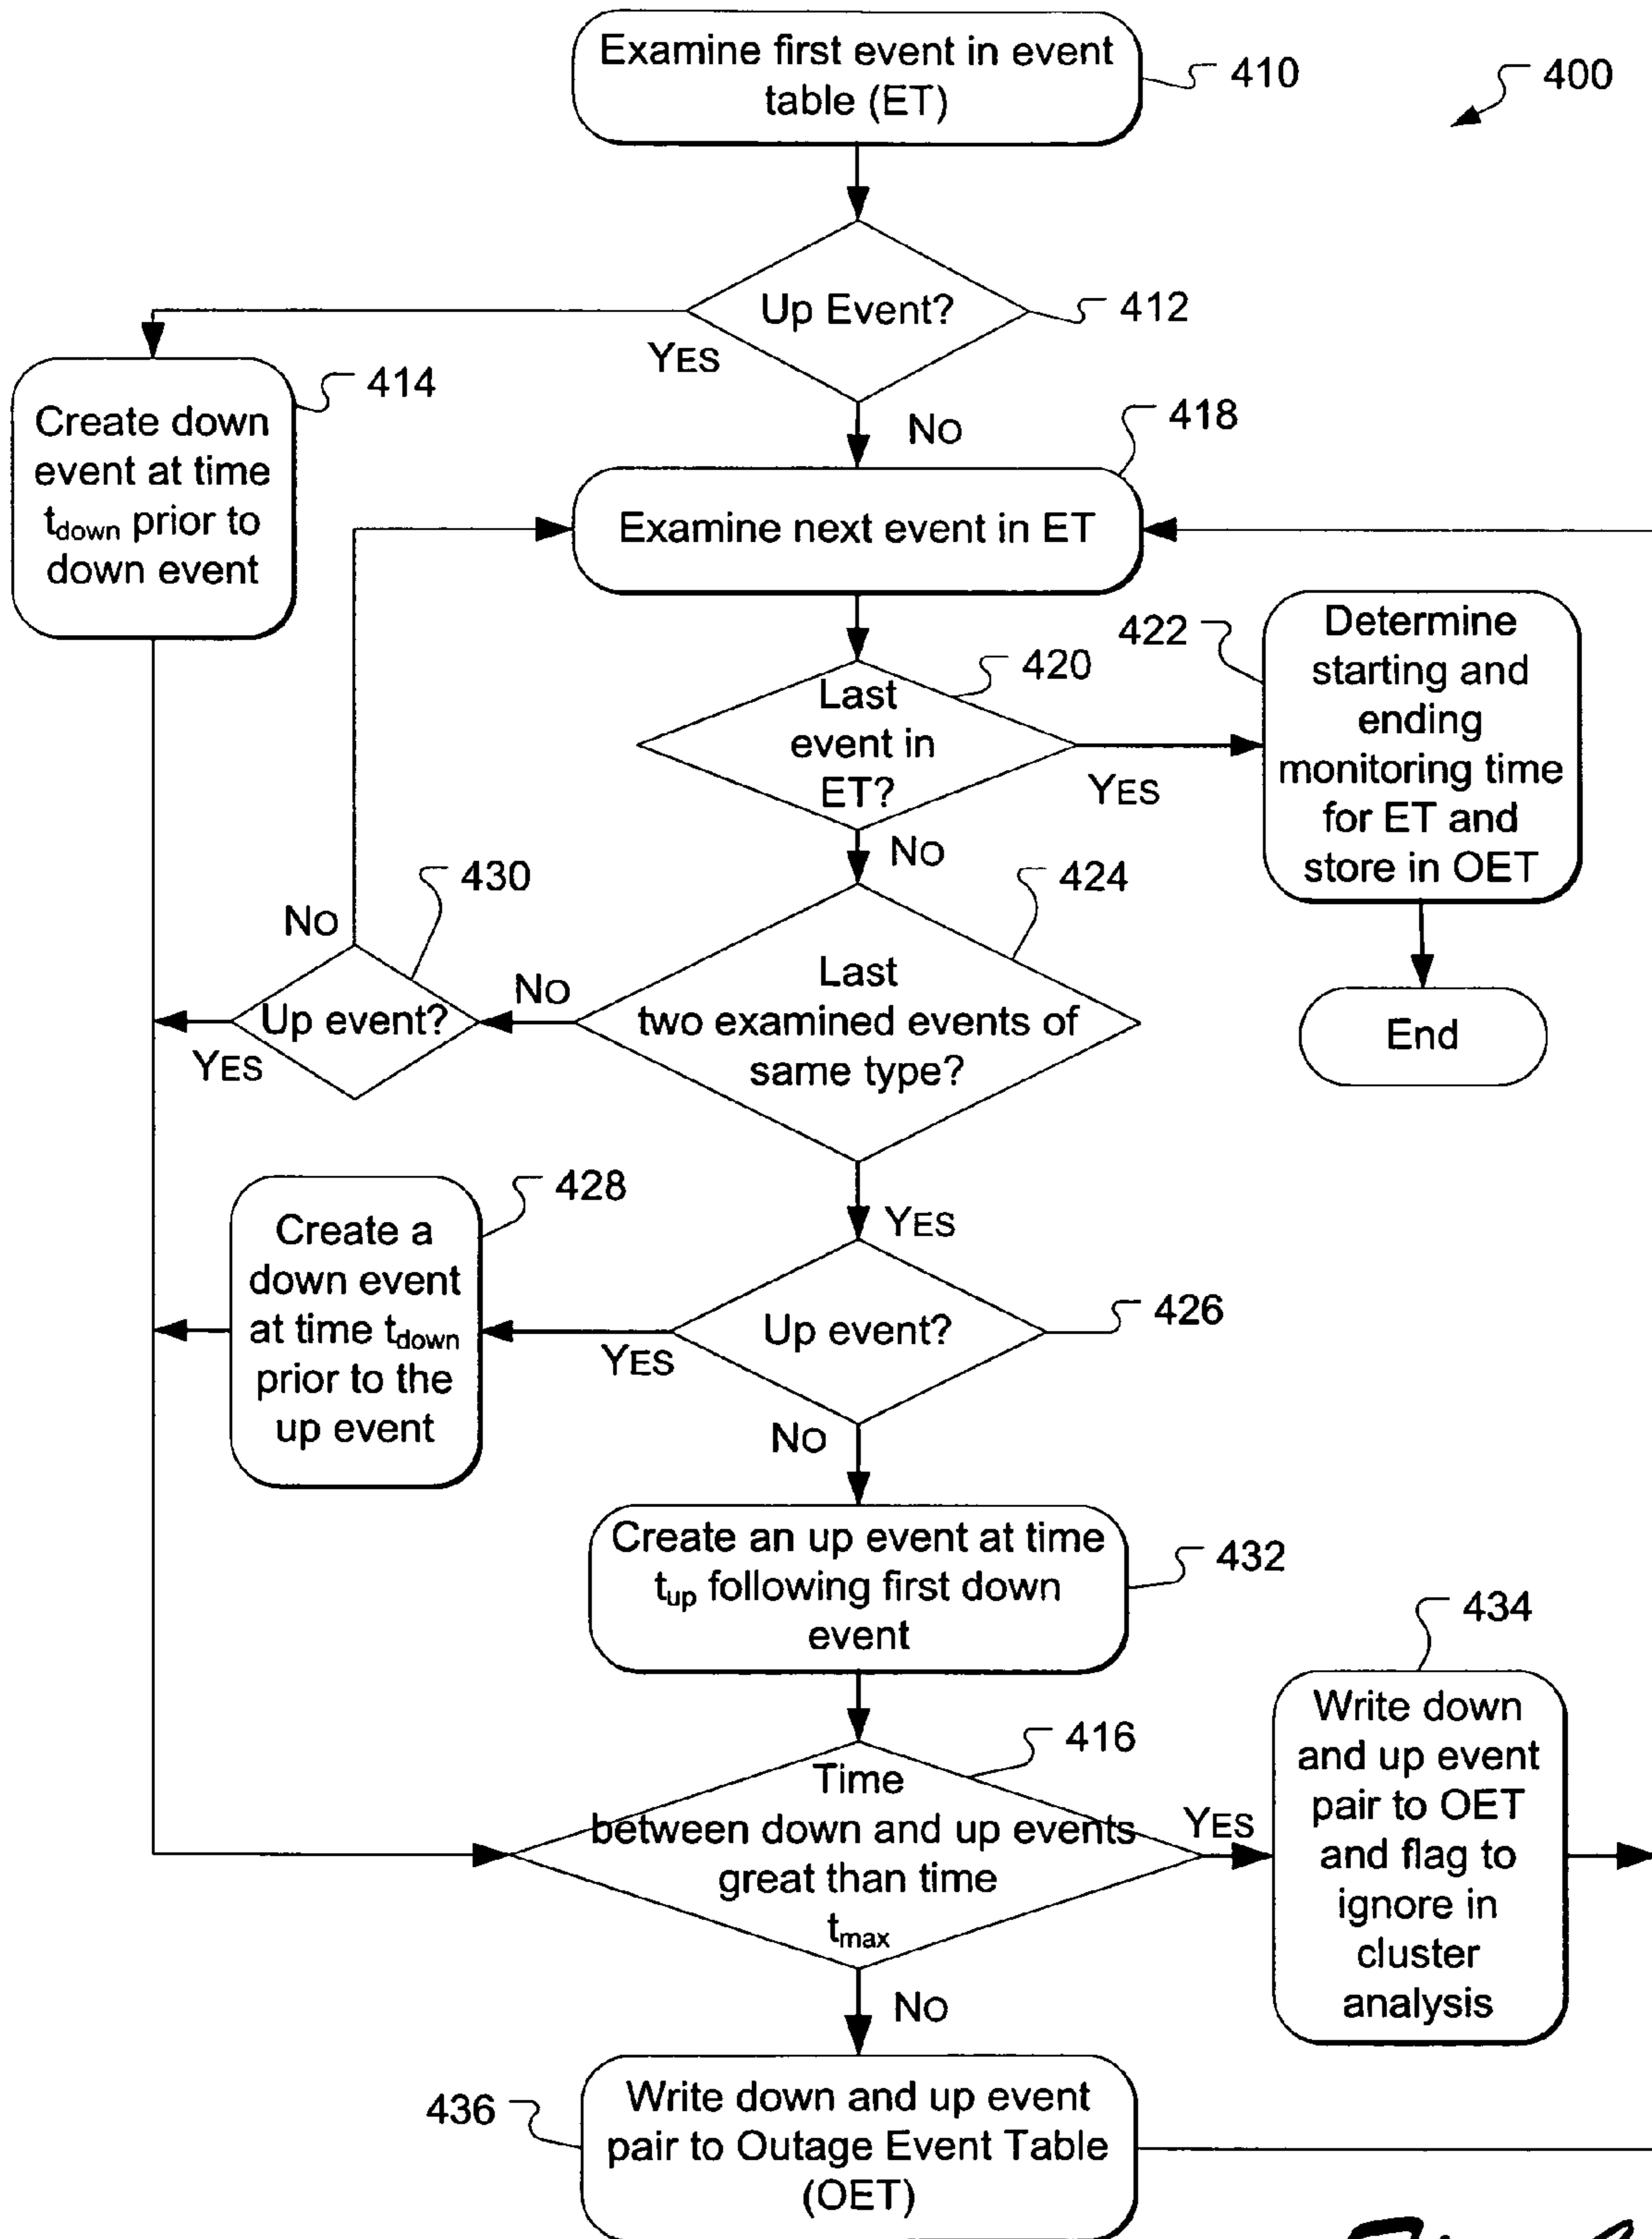 Examine first event in event
table (ET)
410
400
Up Event?
412
YES
414
Create down
event at time
tdown prior to
down event
NO
418
Examine next event in ET
420
Last
event in
ET?
YES
422
Determine
starting and
ending
monitoring time
for ET and
store in OET
End
NO
424
Last
two examined events of
same type?
NO
430
Up event?
NO
YES
YES
426
Up event?
YES
428
Create a
down event
at time tdown
prior to the
up event
NO
Create an up event at time
tup following first down
event
432
416
Time
between down and up events
great than time
tmax
YES
434
Write down
and up event
pair to OET
and flag to
ignore in
cluster
analysis
NO
436
Write down and up event
pair to Outage Event Table
(OET)